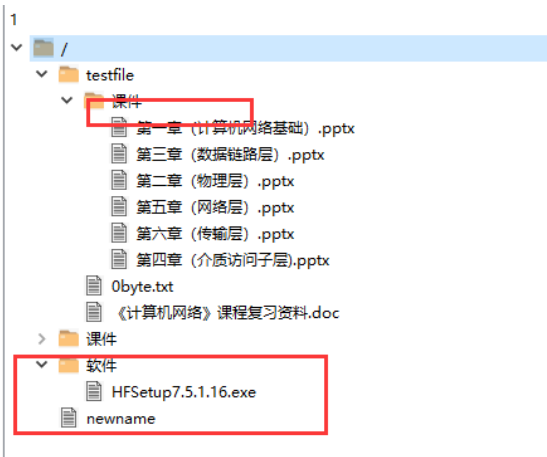 1
/
testfile
课件
第一章（计算机网络基础）.pptx
第三章（数据链路层）.pptx
第二章（物理层）.pptx
第五章（网络层）.pptx
第六章（传输层）.pptx
第四章（介质访问子层).pptx
0byte.txt
《计算机网络》课程复习资料.doc
课件
软件
HFSetup7.5.1.16.exe
newname